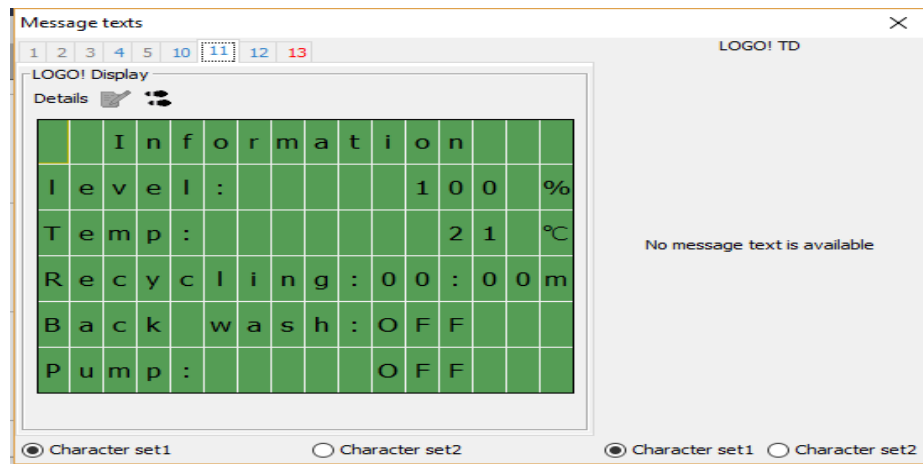 Message texts
LOGO! TD
1 2 3 4 5 10 11 12 13
LOGO! Display
Details
Information
level: 100 %
Temp: 21 °C
Recycling:00:00m
Back wash:OFF
Pump: OFF
No message text is available
Character set1 Character set2 Character set1 Character set2